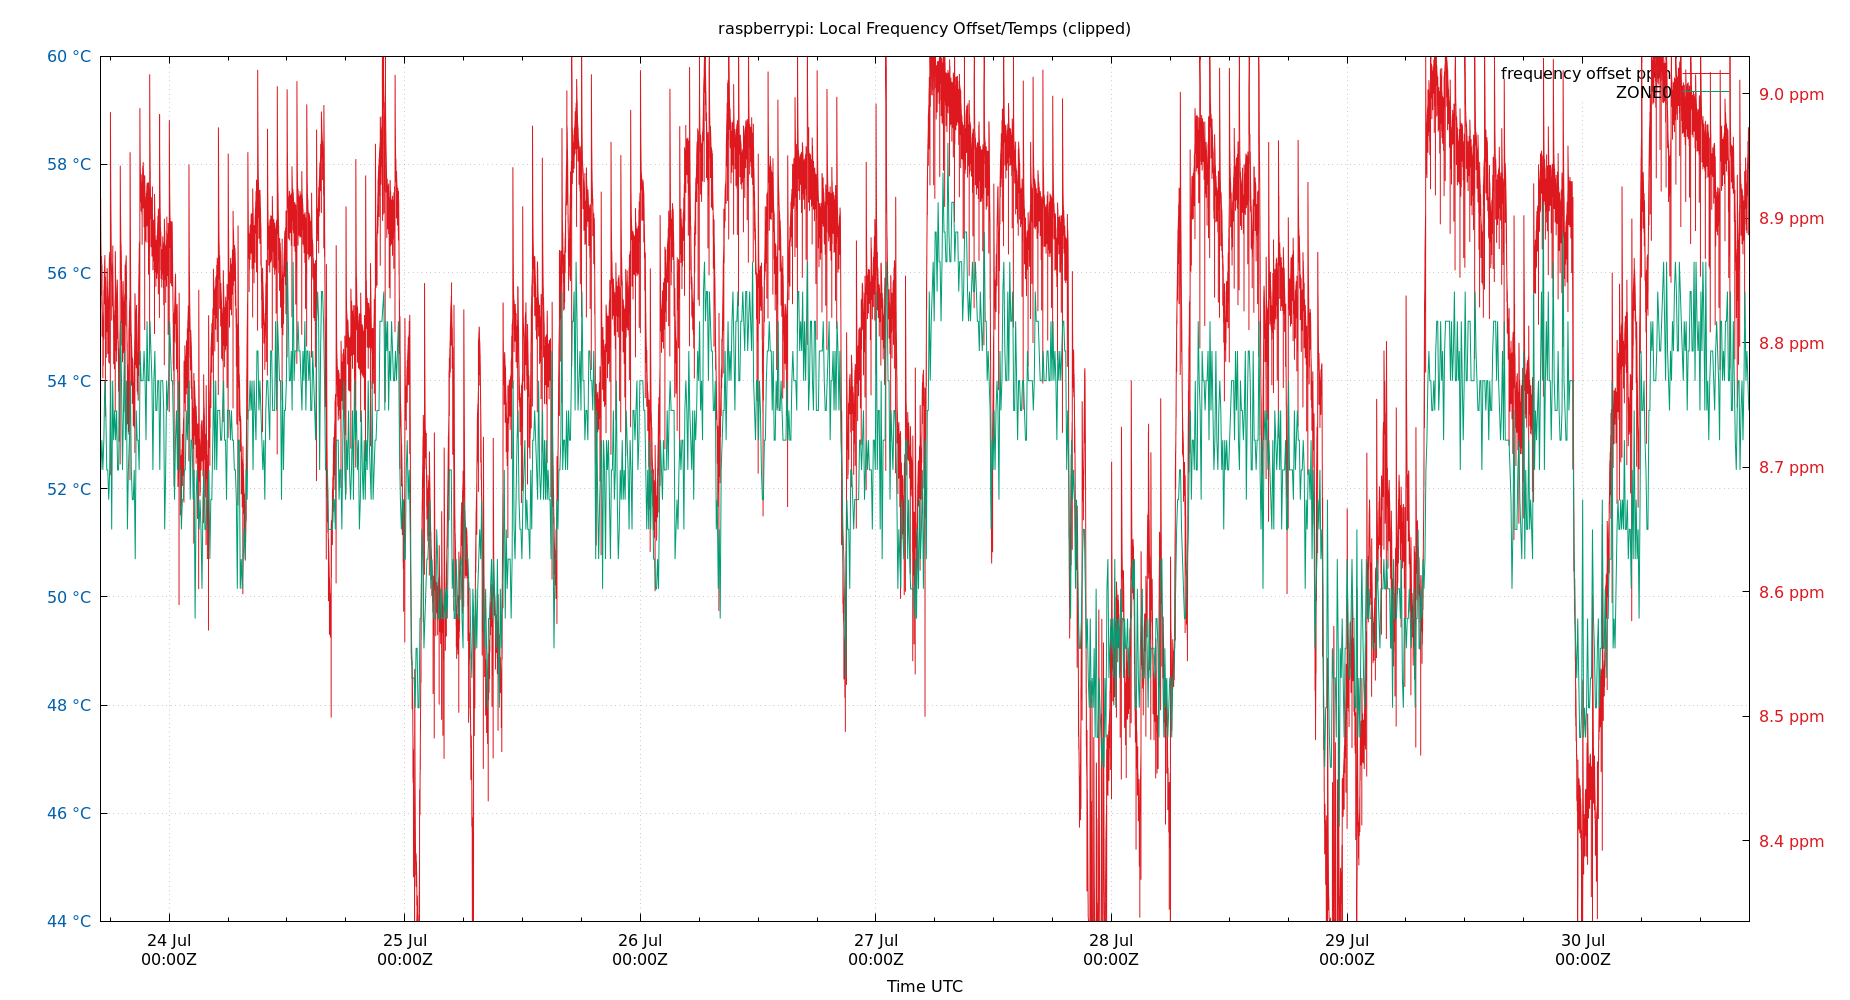 raspberrypi: Local Frequency Offset/Temps (clipped)
60 °C
58 °C
56 °C
54 °C
52 °C
50 °C
48 °C
46 °C
44 °C
frequency offset ppm
ZONE0
9.0 ppm
8.9 ppm
8.8 ppm
8.7 ppm
8.6 ppm
8.5 ppm
8.4 ppm
24 Jul
00:00Z
25 Jul
00:00Z
26 Jul
00:00Z
27 Jul
00:00Z
28 Jul
00:00Z
29 Jul
00:00Z
30 Jul
00:00Z
Time UTC